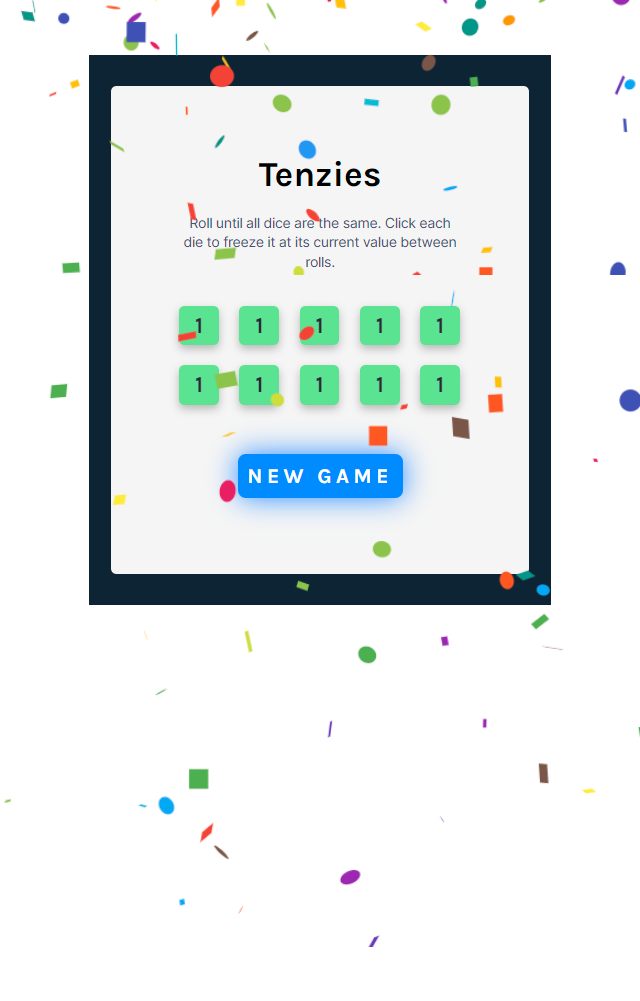 Tenzies
Roll until all dice are the same. Click each
die to freeze it at its current value between
rolls.
1 1 1 1 1
1 1 1 1 1
NEW GAME